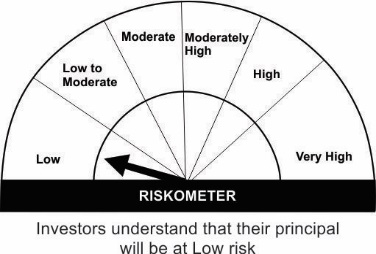 Moderate
Moderately
High
Low to
Moderate
High
Low
Very High
RISKOMETER
Investors understand that their principal
will be at Low risk